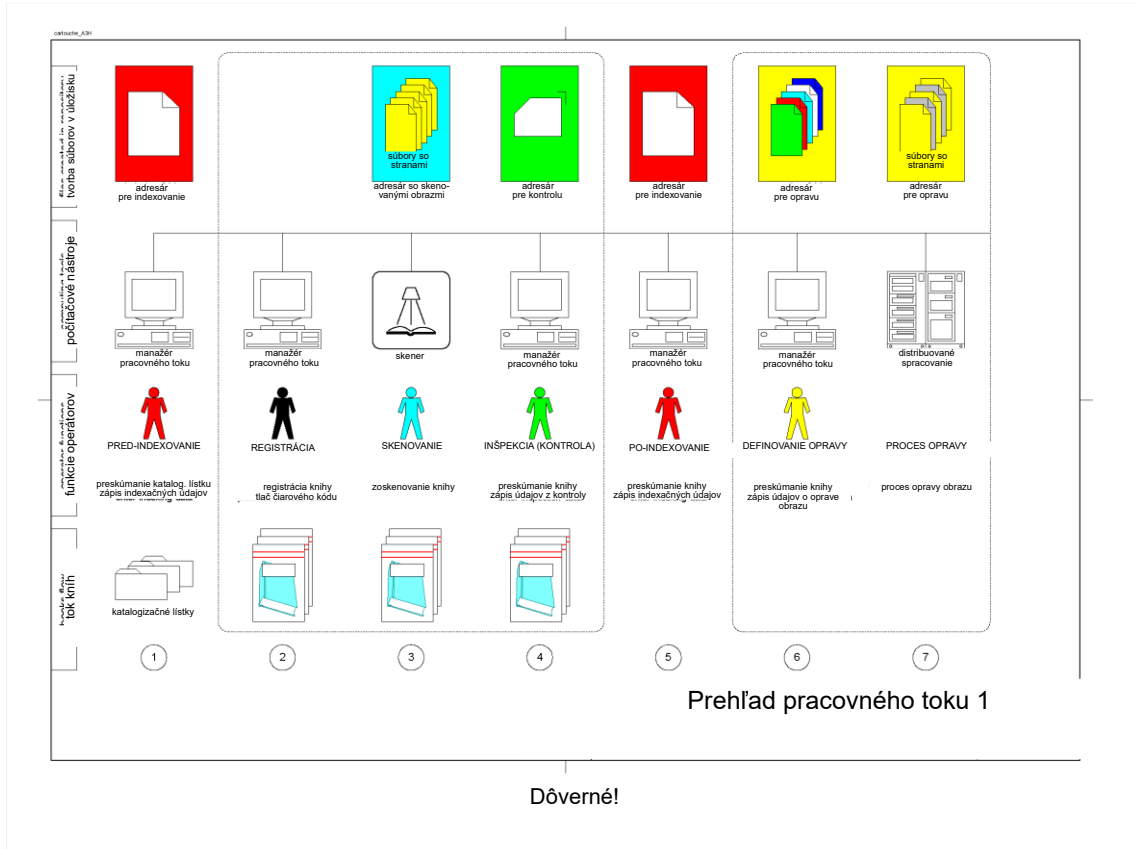 cartouche_A3H
tvorba súborov v úložisku
súbory so
stranami
súbory so
stranami
adresár
pre indexovanie
adresár so skeno-
vanými obrazmi
adresár
pre kontrolu
adresár
pre indexovanie
adresár
pre opravu
adresár
pre opravu
počítačové nástroje
manažér
pracovného toku
manažér
pracovného toku
skener
manažér
pracovného toku
manažér
pracovného toku
manažér
pracovného toku
distribuované
spracovanie
funkcie operátorov
PRED-INDEXOVANIE
REGISTRÁCIA
SKENOVANIE
INŠPEKCIA (KONTROLA)
PO-INDEXOVANIE
DEFINOVANIE OPRAVY
PROCES OPRAVY
preskúmanie katalog. lístku
zápis indexačných údajov
registrácia knihy
tlač čiarového kódu
zoskenovanie knihy
preskúmanie knihy
zápis údajov z kontroly
preskúmanie knihy
zápis indexačných údajov
preskúmanie knihy
zápis údajov o oprave
obrazu
proces opravy obrazu
tok kníh
katalogizačné lístky
1
2
3
4
5
6
7
Prehľad pracovného toku 1
Dôverné!